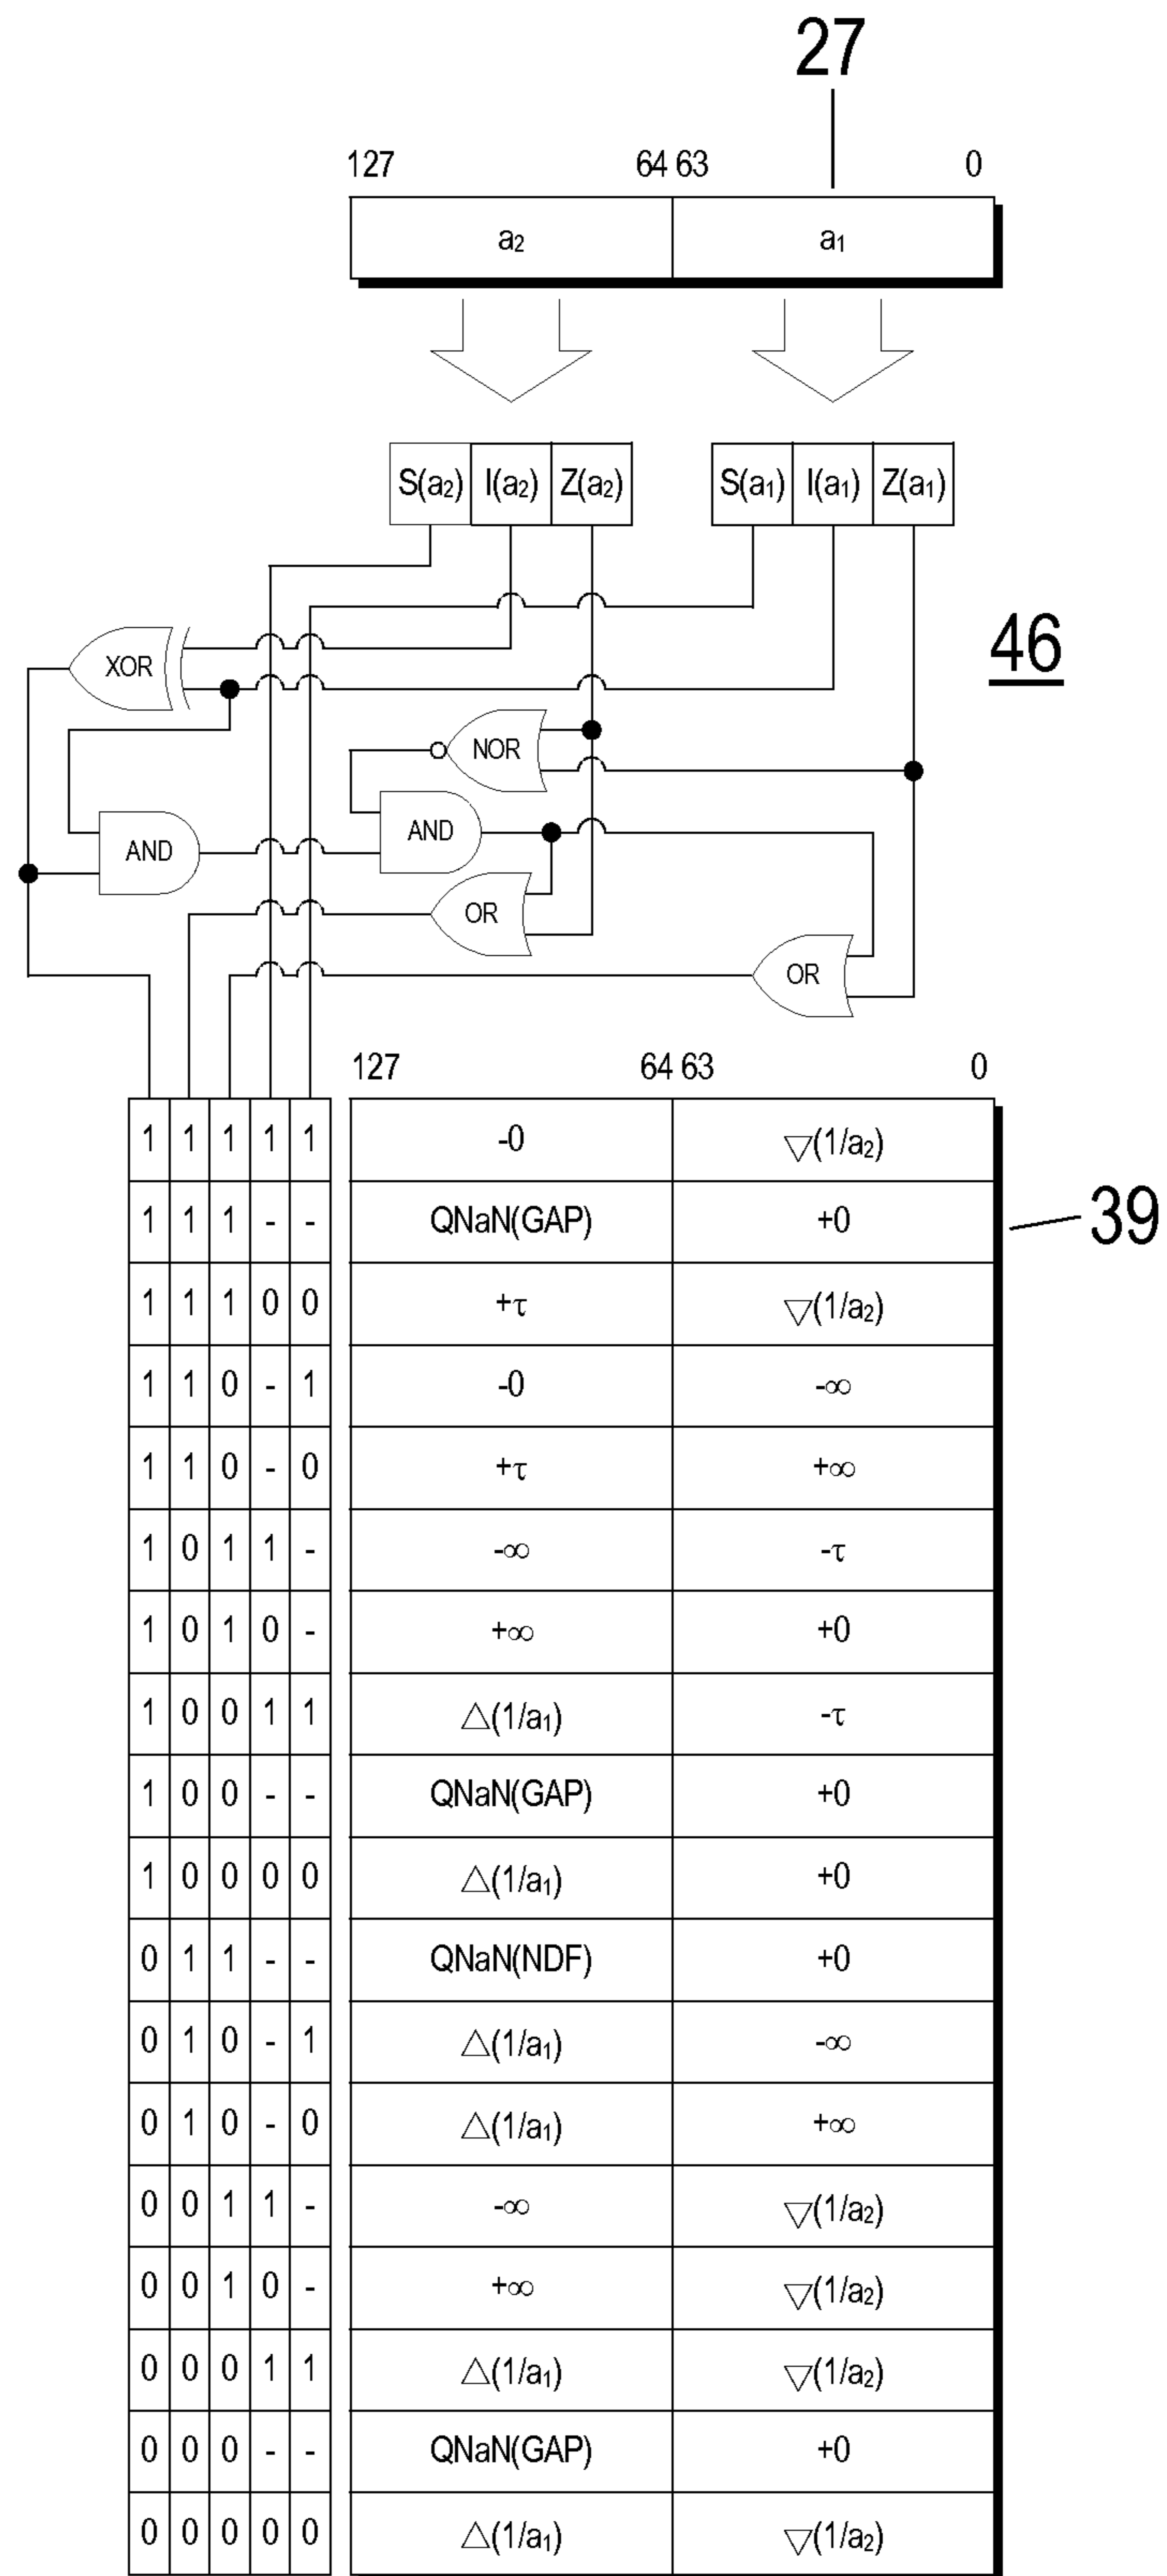 27
127 64 63 0
a₂ a₁
S(a₂) I(a₂) Z(a₂) S(a₁) I(a₁) Z(a₁)
46
XOR
NOR
AND
AND
OR
OR
127 64 63 0
1 1 1 1 1 -0 ▽(1/a₂)
39
1 1 1 - - QNaN(GAP) +0
1 1 1 0 0 +τ ▽(1/a₂)
1 1 0 - 1 -0 -∞
1 1 0 - 0 +τ +∞
1 0 1 1 - -∞ -τ
1 0 1 0 - +∞ +0
1 0 0 1 1 △(1/a₁) -τ
1 0 0 - - QNaN(GAP) +0
1 0 0 0 0 △(1/a₁) +0
0 1 1 - - QNaN(NDF) +0
0 1 0 - 1 △(1/a₁) -∞
0 1 0 - 0 △(1/a₁) +∞
0 0 1 1 - -∞ ▽(1/a₂)
0 0 1 0 - +∞ ▽(1/a₂)
0 0 0 1 1 △(1/a₁) ▽(1/a₂)
0 0 0 - - QNaN(GAP) +0
0 0 0 0 0 △(1/a₁) ▽(1/a₂)